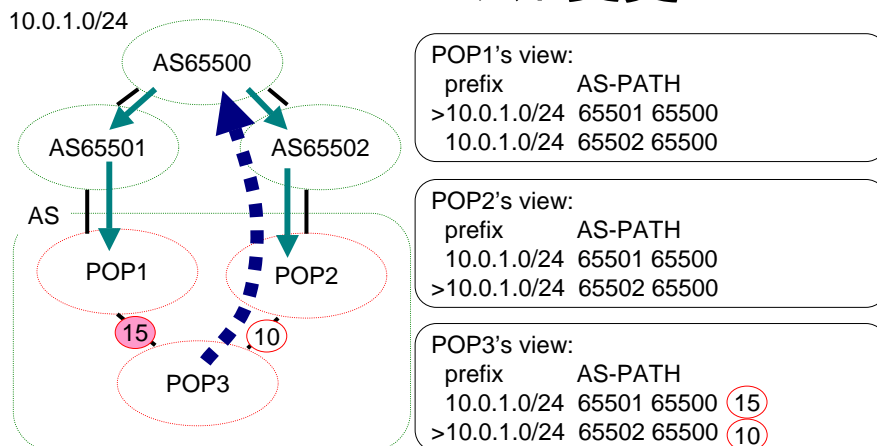 10.0.1.0/24
AS65500
AS65501
AS65502
AS
POP1
POP2
15
10
POP3
POP1's view:
prefix AS-PATH
>10.0.1.0/24 65501 65500
10.0.1.0/24 65502 65500
POP2's view:
prefix AS-PATH
10.0.1.0/24 65501 65500
>10.0.1.0/24 65502 65500
POP3's view:
prefix AS-PATH
10.0.1.0/24 65501 65500 15
>10.0.1.0/24 65502 65500 10